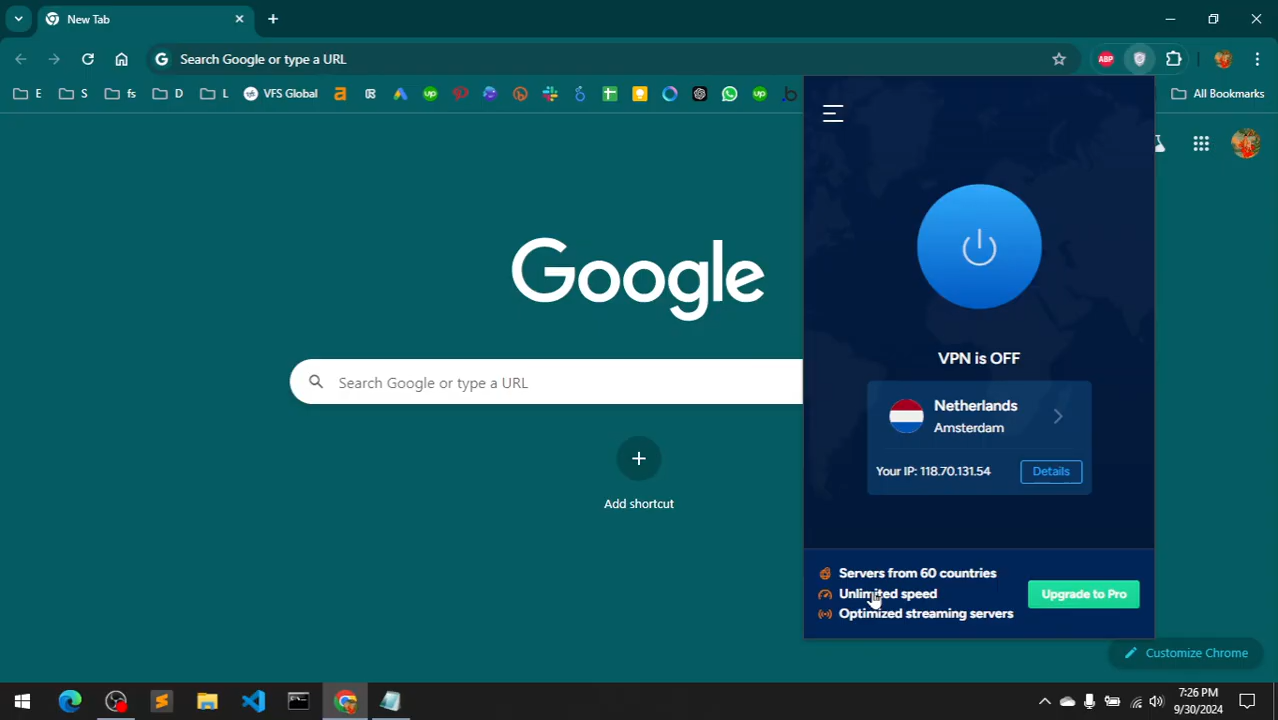 New Tab
Search Google or type a URL
ABP
E
S
fs
D
L
VFS Global
All Bookmarks
Google
Search Google or type a URL
Add shortcut
VPN is OFF
Netherlands
Amsterdam
Your IP: 118.70.131.54
Details
Servers from 60 countries
Unlimited speed
Optimized streaming servers
Upgrade to Pro
Customize Chrome
7:26 PM
9/30/2024